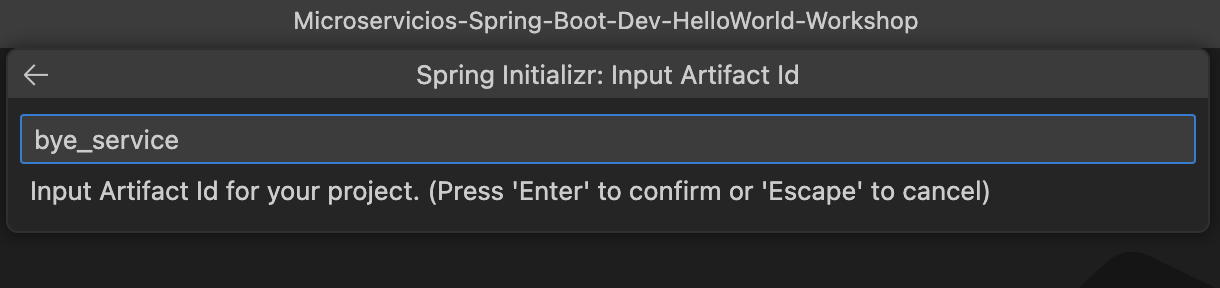 Microservicios-Spring-Boot-Dev-HelloWorld-Workshop
Spring Initializr: Input Artifact Id
bye_service
Input Artifact Id for your project. (Press 'Enter' to confirm or 'Escape' to cancel)